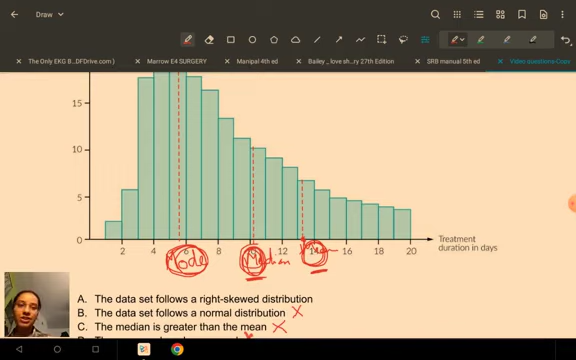 Draw
The Only EKG B...DFDrive.com )
Marrow E4 SURGERY
Manipal 4th ed
Bailey _ love sh...ry 27th Edition
SRB manual 5th ed
Video questions-Copy
15
10
5
0
2 4 6 8 12 14 16 18 20
Treatment
duration in days
Mode Median Mean
A. The data set follows a right-skewed distribution
B. The data set follows a normal distribution X
C. The median is greater than the mean X